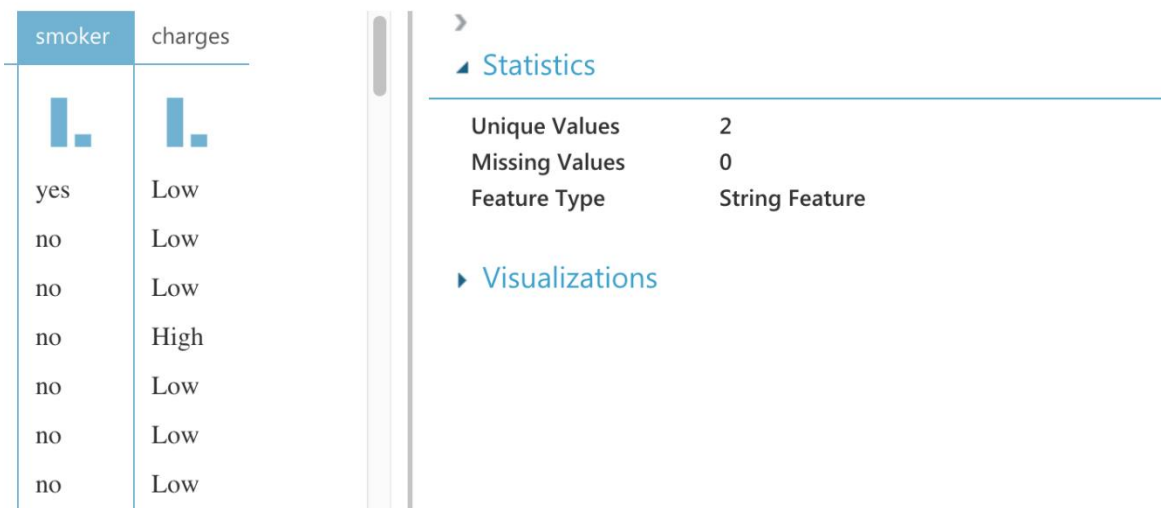 smoker charges
yes Low
no Low
no Low
no High
no Low
no Low
no Low
Statistics
Unique Values 2
Missing Values 0
Feature Type String Feature
Visualizations